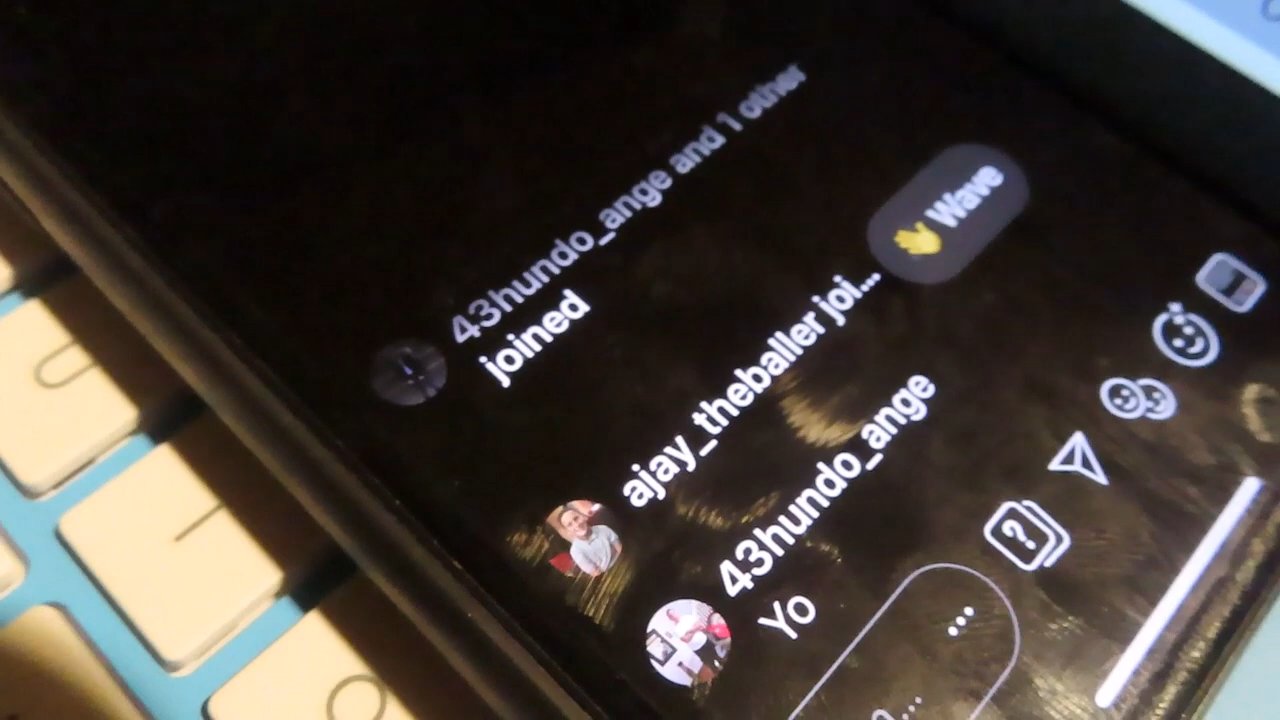 43hundo_ange and 1 other
joined
ajay_theballer joi...
👋 Wave
43hundo_ange
Yo
?
...